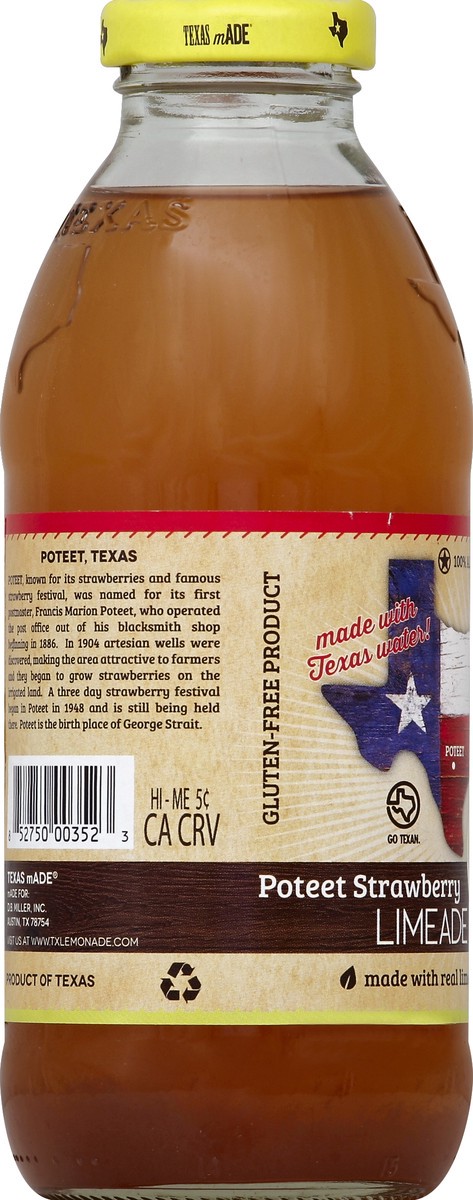 TEXAS mADE
TEXAS
POTEET, TEXAS
POTEET, known for its strawberries and famous
strawberry festival, was named for its first
postmaster, Francis Marion Poteet, who operated
the post office out of his blacksmith shop
beginning in 1886. In 1904 artesian wells were
discovered, making the area attractive to farmers
and they began to grow strawberries on the
irrigated land. A three day strawberry festival
began in Poteet in 1948 and is still being held
there. Poteet is the birth place of George Strait.
GLUTEN-FREE PRODUCT
100%
made with
Texas water!
POTEET
GO TEXAN.
8 52750 00352 3
HI-ME 5¢
CA CRV
TEXAS mADE®
mADE FOR:
D.B. MILLER, INC.
AUSTIN, TX 78754
VISIT US AT WWW.TXLEMONADE.COM
Poteet Strawberry
LIMEADE
PRODUCT OF TEXAS
made with real